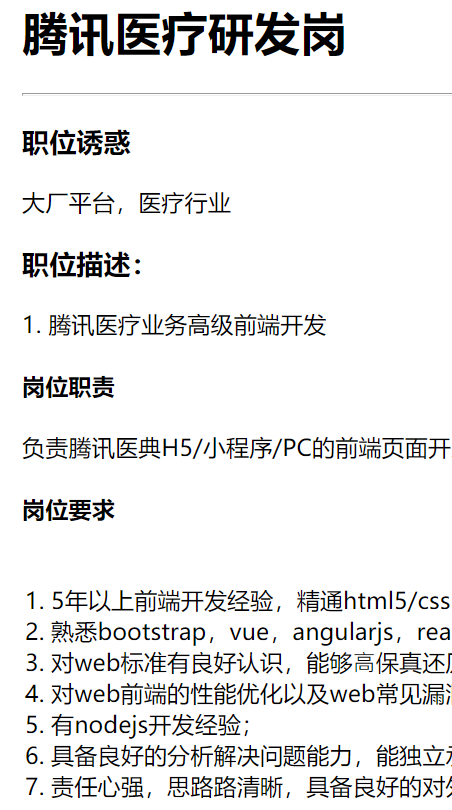 腾讯医疗研发岗
职位诱惑
大厂平台，医疗行业
职位描述：
1. 腾讯医疗业务高级前端开发
岗位职责
负责腾讯医典H5/小程序/PC的前端页面开
岗位要求
1. 5年以上前端开发经验，精通html5/css
2. 熟悉bootstrap，vue，angularjs，rea
3. 对web标准有良好认识，能够高保真还
4. 对web前端的性能优化以及web常见漏
5. 有nodejs开发经验；
6. 具备良好的分析解决问题能力，能独立
7. 责任心强，思路路清晰，具备良好的对